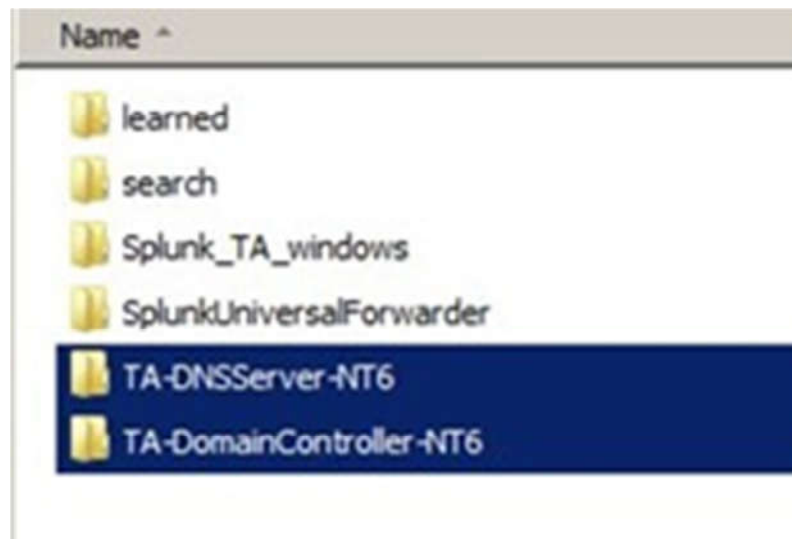 Name
learned
search
Splunk_TA_windows
SplunkUniversalForwarder
TA-DNSServer-NT6
TA-DomainController-NT6